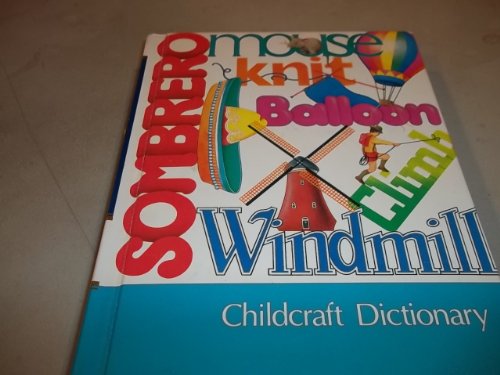 SOMBRERO
mouse
knit
Balloon
Climb
Windmill
Childcraft Dictionary